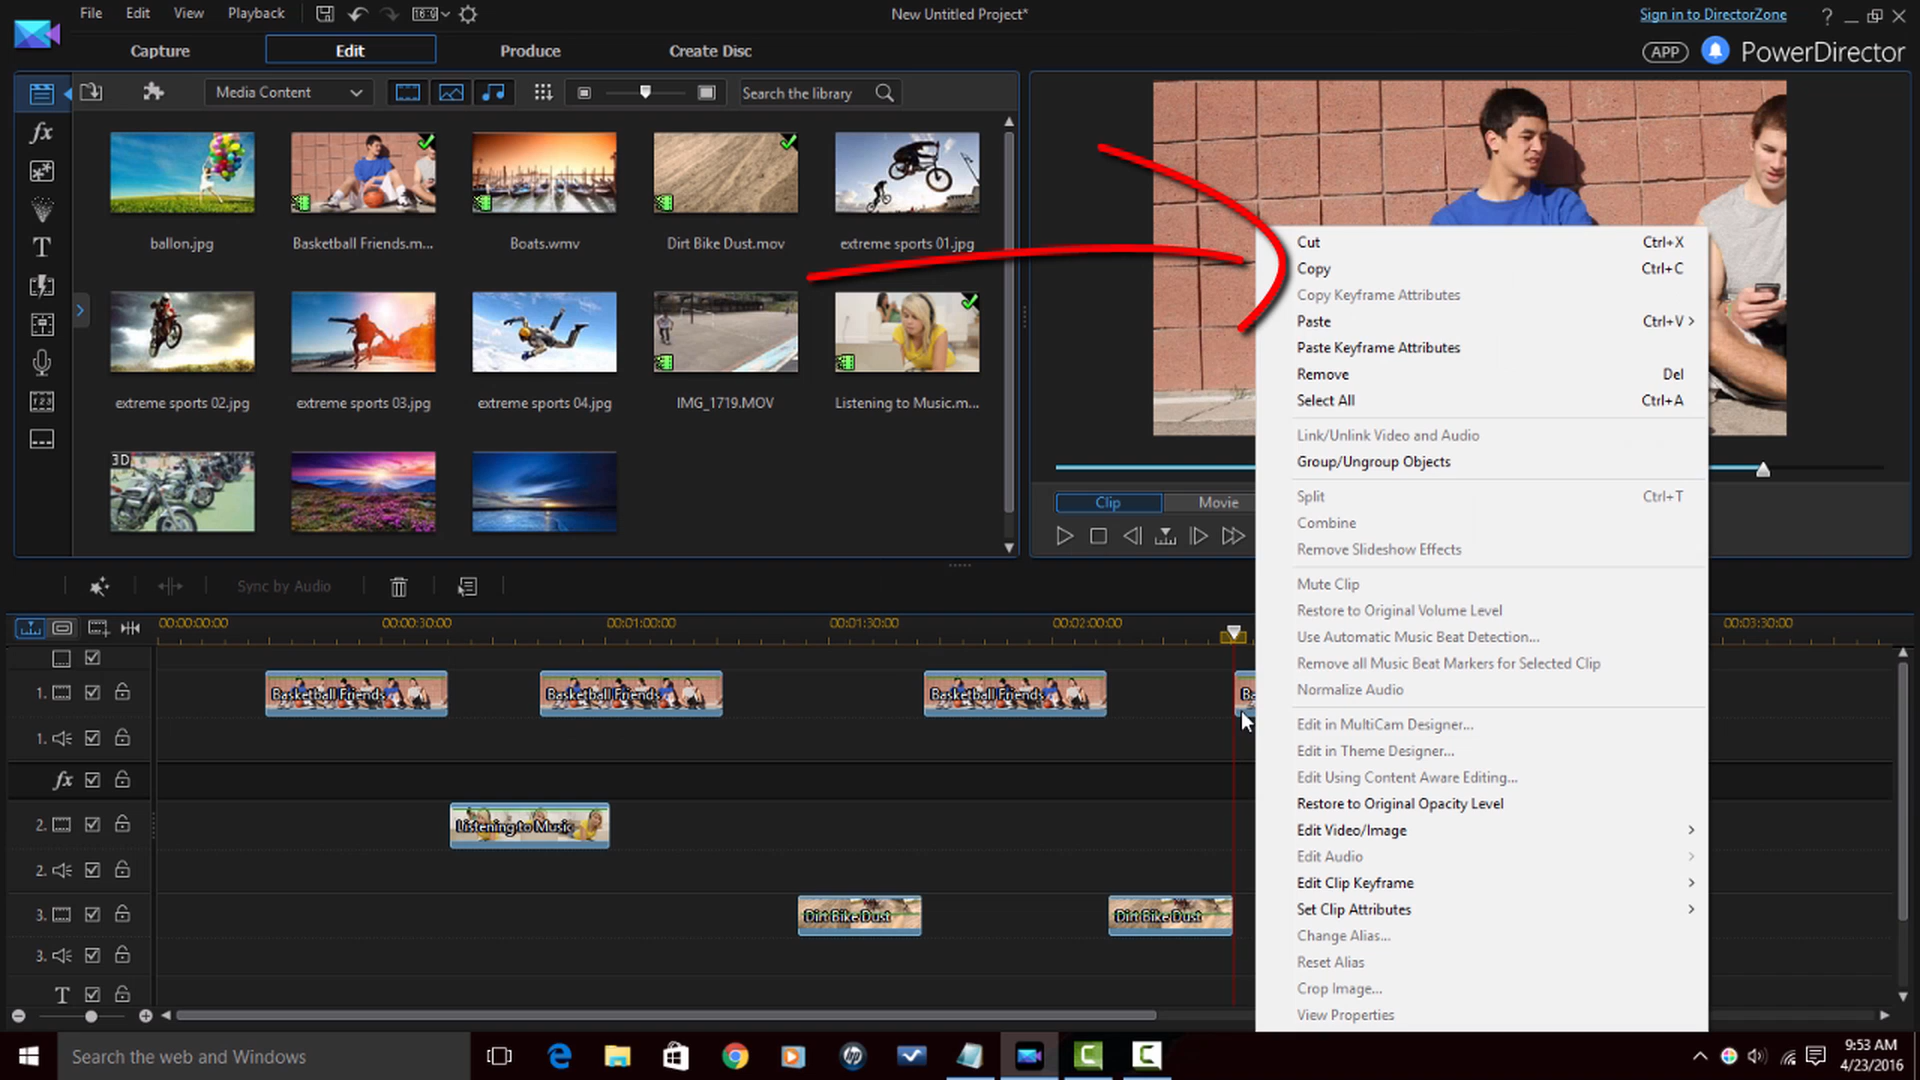 File Edit View Playback
New Untitled Project*
Sign in to DirectorZone
?
Capture Edit Produce Create Disc
APP PowerDirector
Media Content
Search the library
ballon.jpg
Basketball Friends.m...
Boats.wmv
Dirt Bike Dust.mov
extreme sports 01.jpg
extreme sports 02.jpg
extreme sports 03.jpg
extreme sports 04.jpg
IMG_1719.MOV
Listening to Music.m...
3D
Clip Movie
Cut Ctrl+X
Copy Ctrl+C
Copy Keyframe Attributes
Paste Ctrl+V
Paste Keyframe Attributes
Remove Del
Select All Ctrl+A
Link/Unlink Video and Audio
Group/Ungroup Objects
Split Ctrl+T
Combine
Remove Slideshow Effects
Mute Clip
Restore to Original Volume Level
Use Automatic Music Beat Detection...
Remove all Music Beat Markers for Selected Clip
Normalize Audio
Edit in MultiCam Designer...
Edit in Theme Designer...
Edit Using Content Aware Editing...
Restore to Original Opacity Level
Edit Video/Image
Edit Audio
Edit Clip Keyframe
Set Clip Attributes
Change Alias...
Reset Alias
Crop Image...
View Properties
Sync by Audio
00:00:00:00 00:00:30:00 00:01:00:00 00:01:30:00 00:02:00:00 00:03:30:00
1. Basketball Friends Basketball Friends Basketball Friends Ba
1.
fx
2. Listening to Music
2.
3. Dirt Bike Dust Dirt Bike Dust
3.
T
Search the web and Windows
9:53 AM
4/23/2016